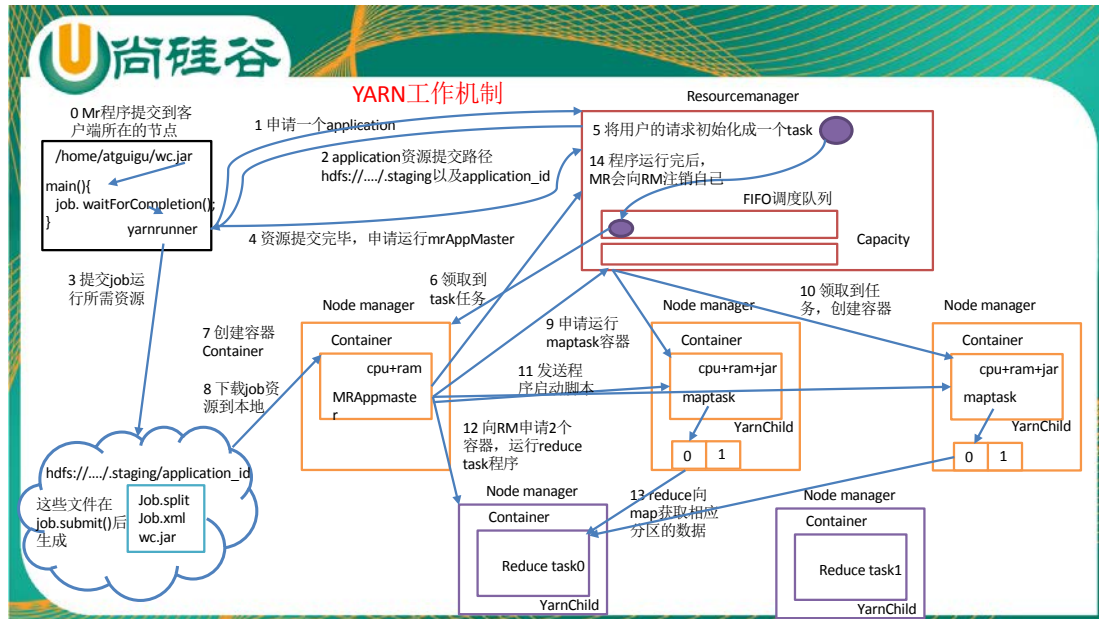 尚硅谷
YARN工作机制
0 Mr程序提交到客
户端所在的节点
/home/atguigu/wc.jar
main(){
job. waitForCompletion();
}
yarnrunner
1 申请一个application
2 application资源提交路径
hdfs://..../.staging以及application_id
4 资源提交完毕，申请运行mrAppMaster
Resourcemanager
5 将用户的请求初始化成一个task
14 程序运行完后，
MR会向RM注销自己
FIFO调度队列
Capacity
3 提交job运
行所需资源
6 领取到
task任务
7 创建容器
Container
8 下载job资
源到本地
Node manager
Container
cpu+ram
MRAppmaste
r
9 申请运行
maptask容器
11 发送程
序启动脚本
Node manager
Container
cpu+ram+jar
maptask
YarnChild
0
1
10 领取到任
务，创建容器
Node manager
Container
cpu+ram+jar
maptask
YarnChild
0
1
12 向RM申请2个
容器，运行reduce
task程序
hdfs://..../.staging/application_id
这些文件在
job.submit()后
生成
Job.split
Job.xml
wc.jar
Node manager
Container
Reduce task0
YarnChild
13 reduce向
map获取相应
分区的数据
Node manager
Container
Reduce task1
YarnChild